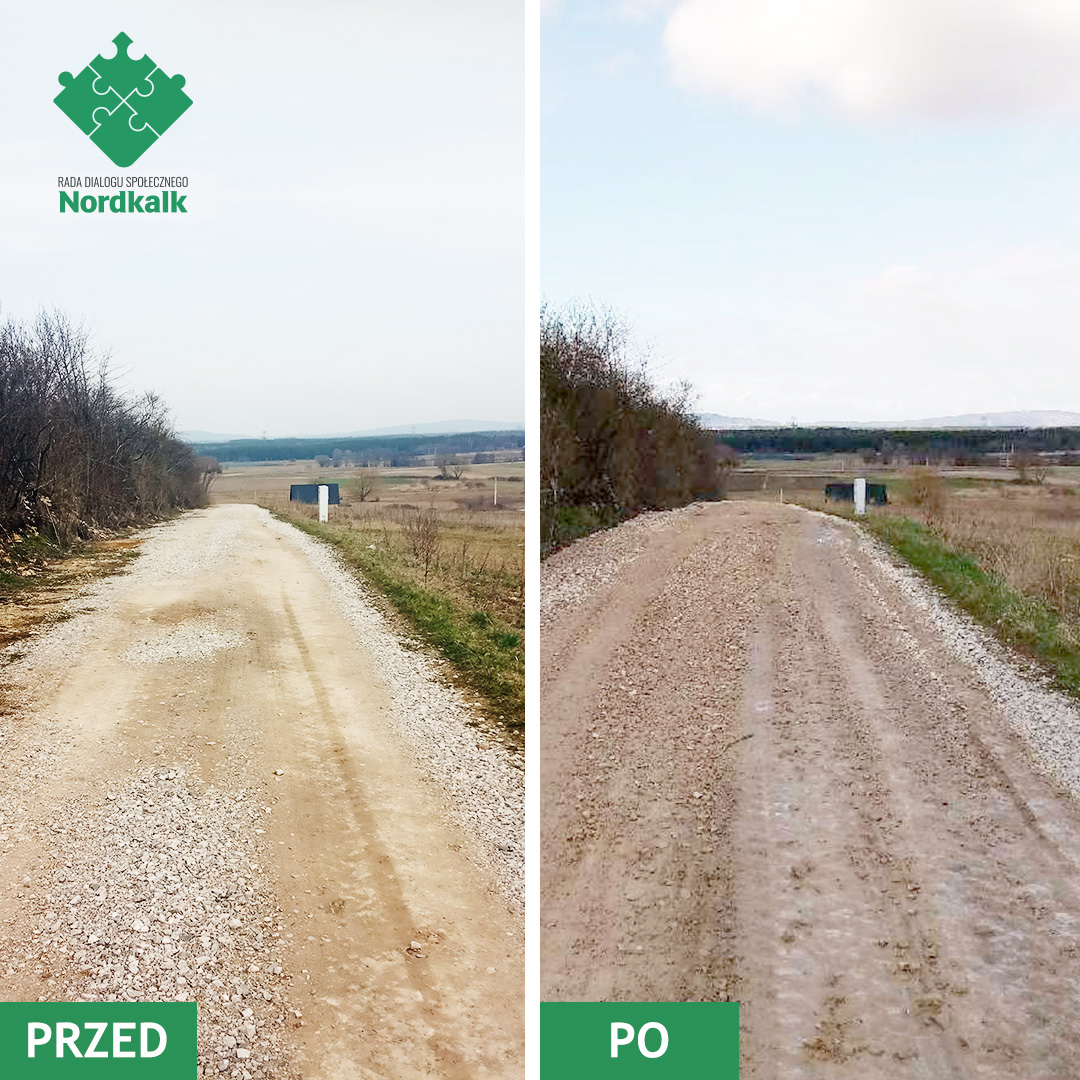 RADA DIALOGU SPOŁECZNEGO
Nordkalk
PRZED
PO